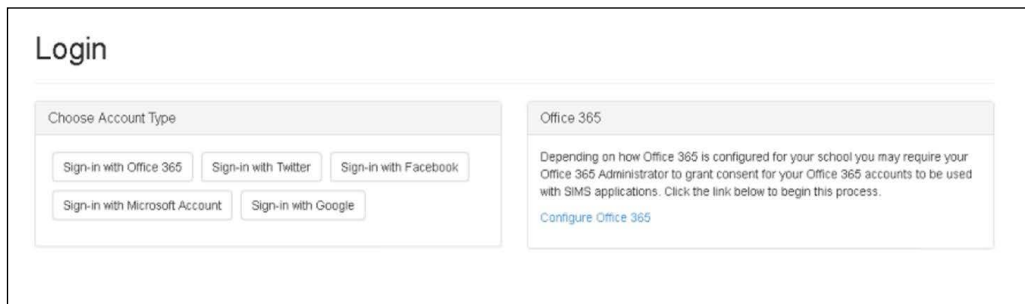 Login
Choose Account Type
Sign-in with Office 365
Sign-in with Twitter
Sign-in with Facebook
Sign-in with Microsoft Account
Sign-in with Google
Office 365
Depending on how Office 365 is configured for your school you may require your
Office 365 Administrator to grant consent for your Office 365 accounts to be used
with SIMS applications. Click the link below to begin this process.
Configure Office 365